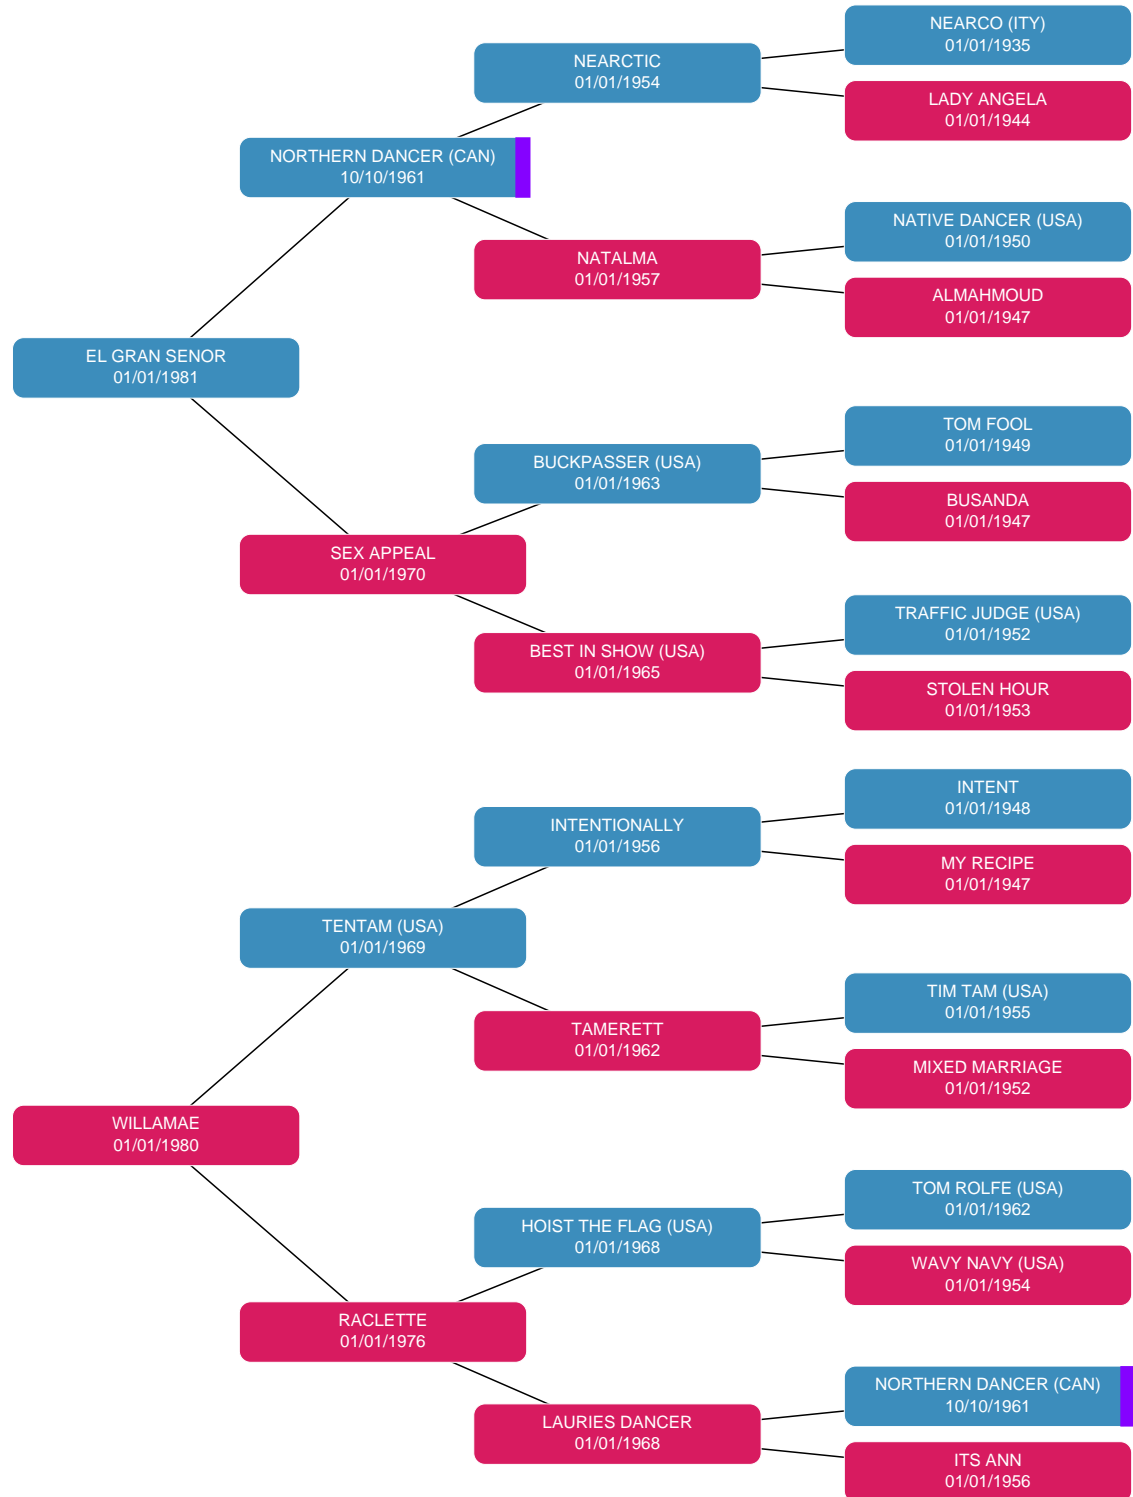 NEARCO (ITY)
01/01/1935
NEARCTIC
01/01/1954
LADY ANGELA
01/01/1944
NORTHERN DANCER (CAN)
10/10/1961
NATIVE DANCER (USA)
01/01/1950
NATALMA
01/01/1957
ALMAHMOUD
01/01/1947
EL GRAN SENOR
01/01/1981
TOM FOOL
01/01/1949
BUCKPASSER (USA)
01/01/1963
BUSANDA
01/01/1947
SEX APPEAL
01/01/1970
TRAFFIC JUDGE (USA)
01/01/1952
BEST IN SHOW (USA)
01/01/1965
STOLEN HOUR
01/01/1953
INTENT
01/01/1948
INTENTIONALLY
01/01/1956
MY RECIPE
01/01/1947
TENTAM (USA)
01/01/1969
TIM TAM (USA)
01/01/1955
TAMERETT
01/01/1962
MIXED MARRIAGE
01/01/1952
WILLAMAE
01/01/1980
TOM ROLFE (USA)
01/01/1962
HOIST THE FLAG (USA)
01/01/1968
WAVY NAVY (USA)
01/01/1954
RACLETTE
01/01/1976
NORTHERN DANCER (CAN)
10/10/1961
LAURIES DANCER
01/01/1968
ITS ANN
01/01/1956